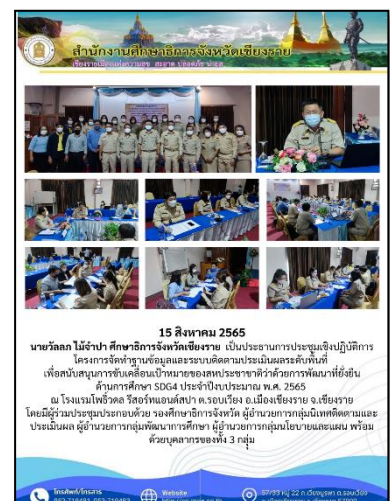 สำนักงานศึกษาธิการจังหวัดเชียงราย
15 สิงหาคม 2565
นายวัลลภ ไม้จำปา ศึกษาธิการจังหวัดเชียงราย เป็นประธานการประชุมเชิงปฏิบัติการ
โครงการจัดทำฐานข้อมูลและระบบติดตามประเมินผลระดับพื้นที่
เพื่อสนับสนุนการขับเคลื่อนเป้าหมายของสหประชาชาติว่าด้วยการพัฒนาที่ยั่งยืน
ด้านการศึกษา SDG4 ประจำปีงบประมาณ พ.ศ. 2565
ณ โรงแรมโพธิ์วดล รีสอร์ทแอนด์สปา ต.รอบเวียง อ.เมืองเชียงราย จ.เชียงราย
โดยมีผู้ร่วมประชุมประกอบด้วย รองศึกษาธิการจังหวัด ผู้อำนวยการกลุ่มนิเทศติดตามและ
ประเมินผล ผู้อำนวยการกลุ่มพัฒนาการศึกษา ผู้อำนวยการกลุ่มนโยบายและแผน พร้อม
ด้วยบุคลากรของทั้ง 3 กลุ่ม
โทรศัพท์/โทรสาร
Website